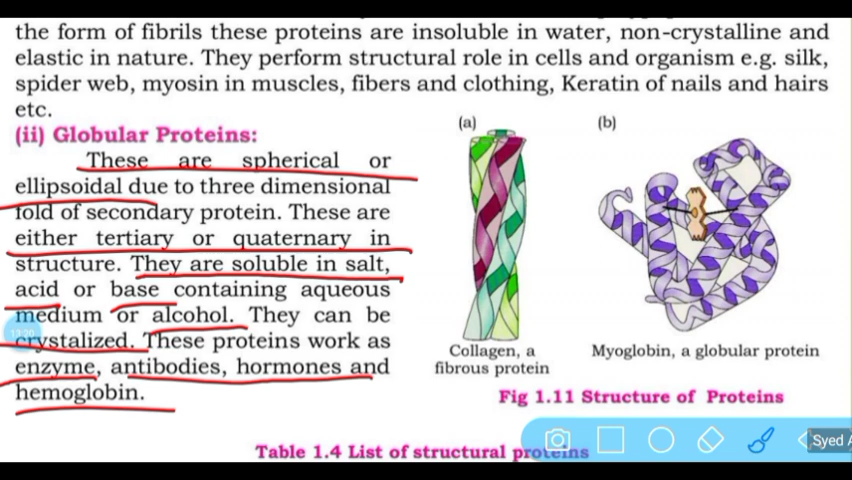 the form of fibrils these proteins are insoluble in water, non-crystalline and
elastic in nature. They perform structural role in cells and organism e.g. silk,
spider web, myosin in muscles, fibers and clothing, Keratin of nails and hairs
etc.
(ii) Globular Proteins:
These are spherical or
ellipsoidal due to three dimensional
fold of secondary protein. These are
either tertiary or quaternary in
structure. They are soluble in salt,
acid or base containing aqueous
medium or alcohol. They can be
crystalized. These proteins work as
enzyme, antibodies, hormones and
hemoglobin.
13:20
(a)
(b)
Collagen, a
fibrous protein
Myoglobin, a globular protein
Fig 1.11 Structure of Proteins
Table 1.4 List of structural proteins
Syed A